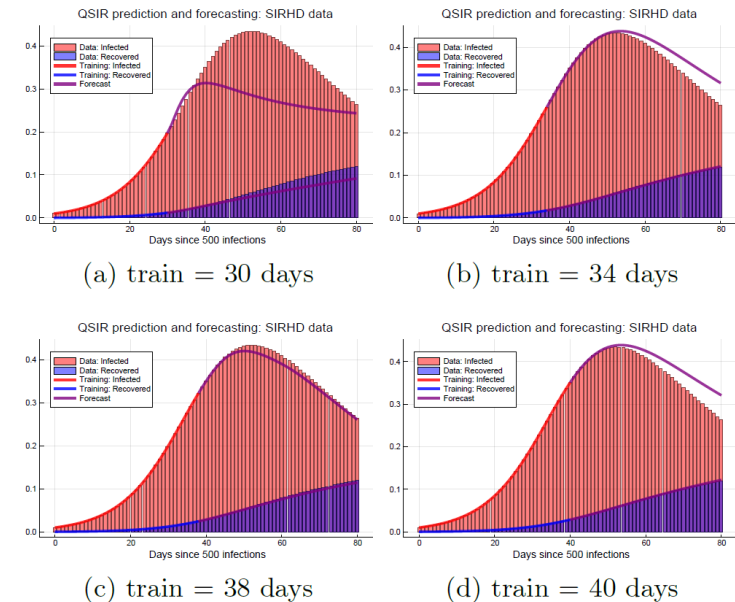 QSIR prediction and forecasting: SIRHD data
0.4
0.3
0.2
0.1
0.0
Data: Infected
Data: Recovered
Training: Infected
Training: Recovered
Forecast
0 20 40 60 80
Days since 500 infections
(a) train = 30 days
QSIR prediction and forecasting: SIRHD data
0.4
0.3
0.2
0.1
0.0
Data: Infected
Data: Recovered
Training: Infected
Training: Recovered
Forecast
0 20 40 60 80
Days since 500 infections
(b) train = 34 days
QSIR prediction and forecasting: SIRHD data
0.4
0.3
0.2
0.1
0.0
Data: Infected
Data: Recovered
Training: Infected
Training: Recovered
Forecast
0 20 40 60 80
Days since 500 infections
(c) train = 38 days
QSIR prediction and forecasting: SIRHD data
0.4
0.3
0.2
0.1
0.0
Data: Infected
Data: Recovered
Training: Infected
Training: Recovered
Forecast
0 20 40 60 80
Days since 500 infections
(d) train = 40 days